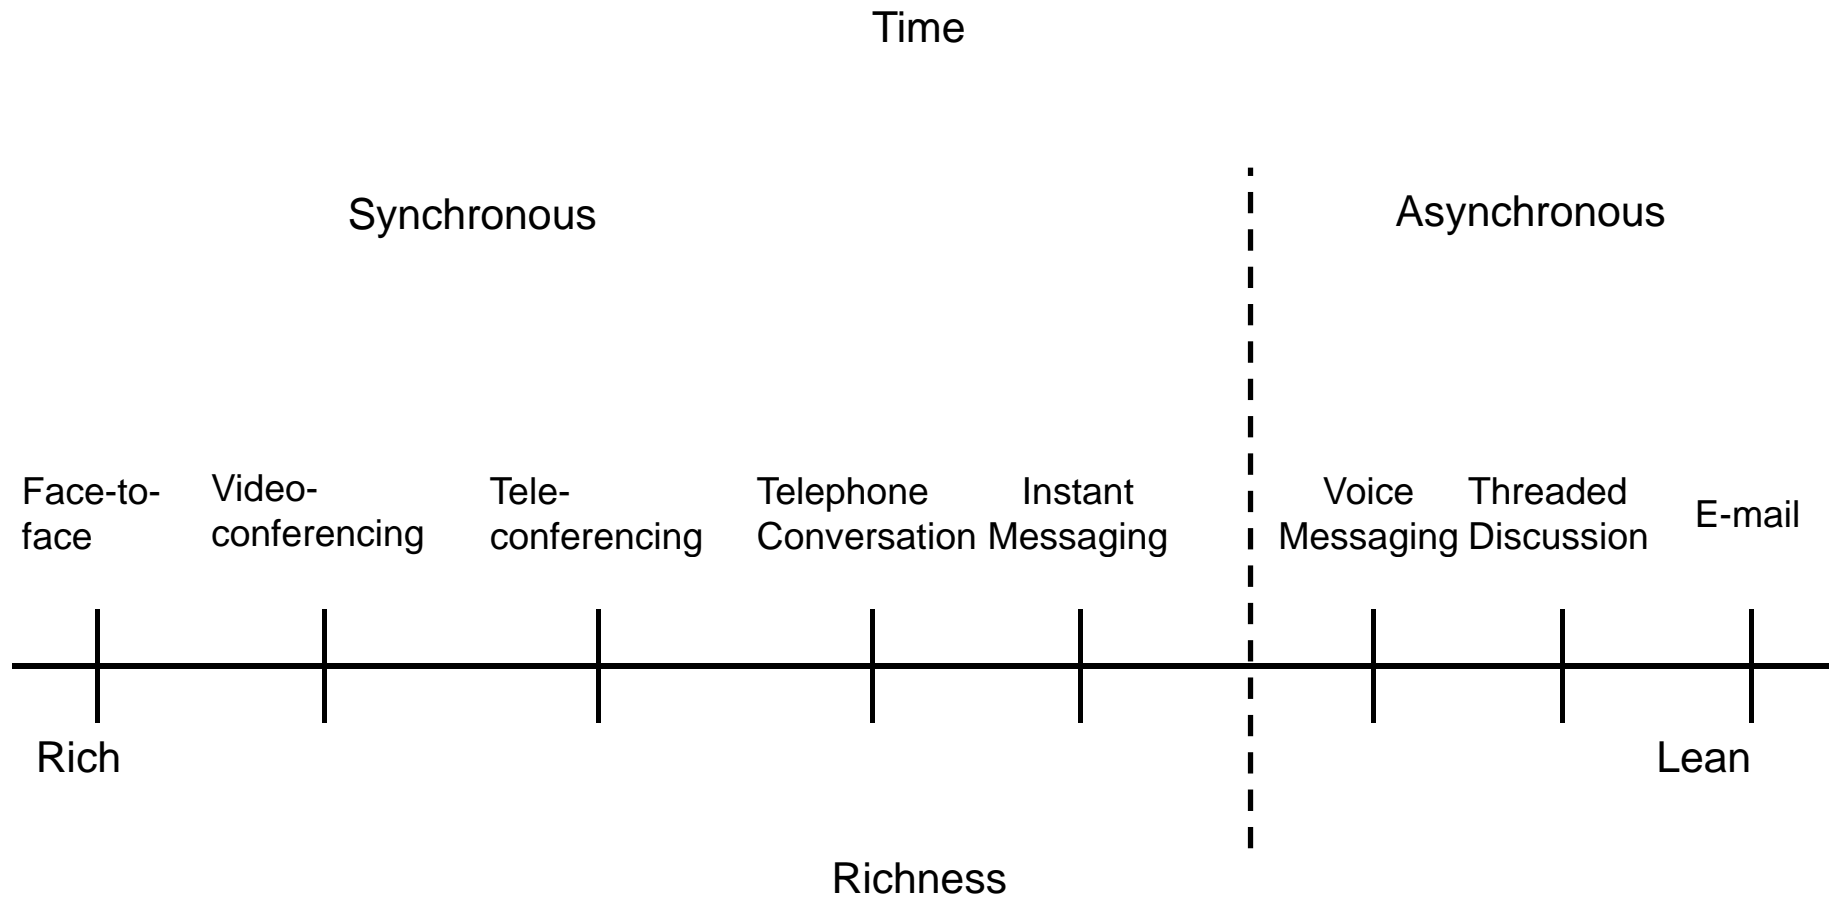 Time
Synchronous
Asynchronous
Face-to-
face
Video-
conferencing
Tele-
conferencing
Telephone
Conversation
Instant
Messaging
Voice
Messaging
Threaded
Discussion
E-mail
Rich
Lean
Richness